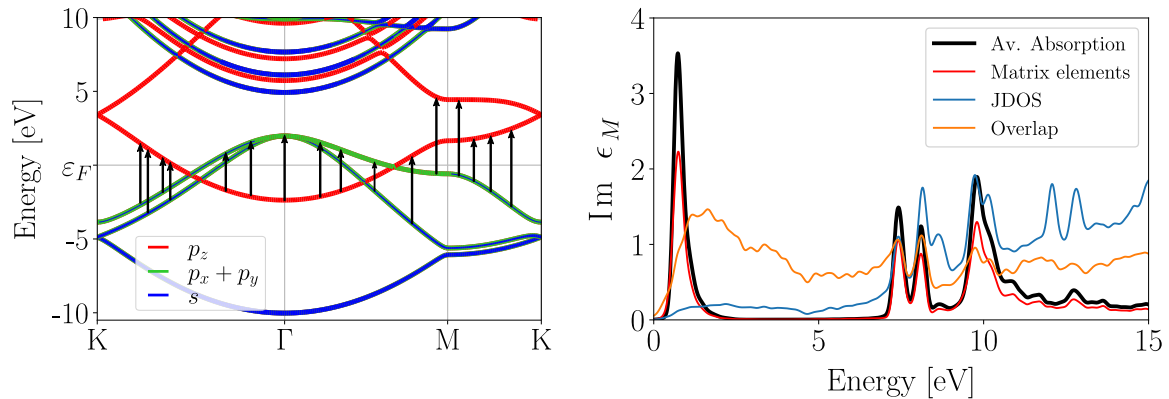 10
5
ε_F
-5
-10
Energy [eV]
p_z
p_x + p_y
s
K
Γ
M
K
4
3
2
1
0
Im ϵ_M
Av. Absorption
Matrix elements
JDOS
Overlap
0
5
10
15
Energy [eV]